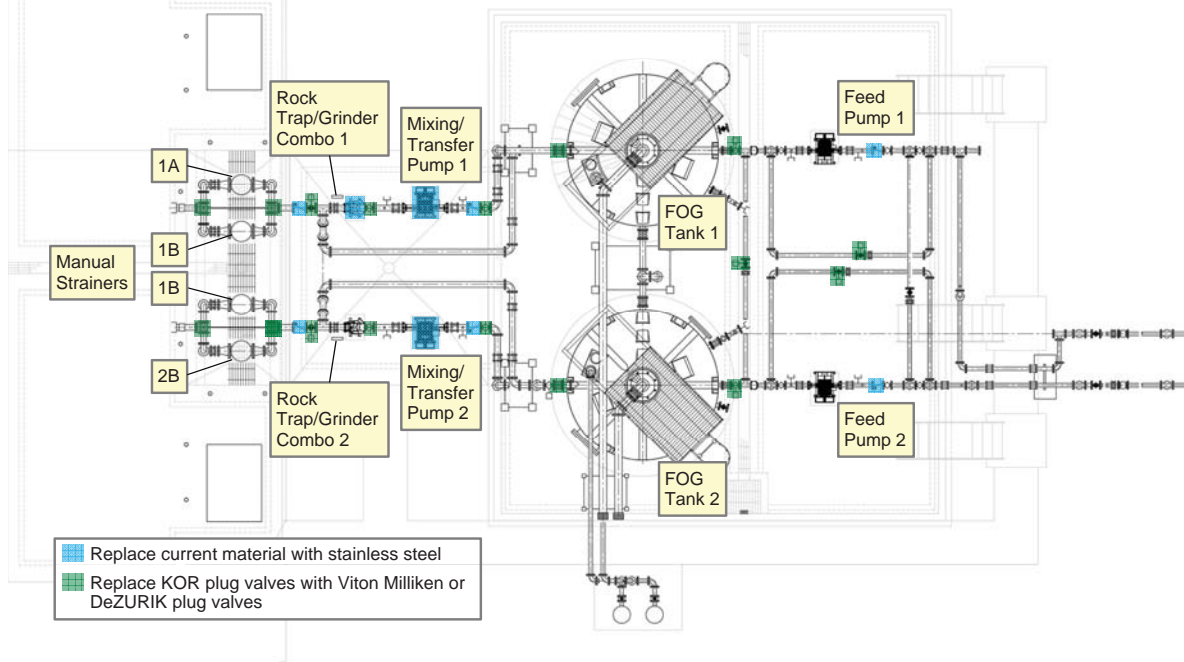 Rock
Trap/Grinder
Combo 1
Mixing/
Transfer
Pump 1
Feed
Pump 1
1A
FOG
Tank 1
1B
Manual
Strainers
1B
2B
Rock
Trap/Grinder
Combo 2
Mixing/
Transfer
Pump 2
Feed
Pump 2
FOG
Tank 2
Replace current material with stainless steel
Replace KOR plug valves with Viton Milliken or
DeZURIK plug valves